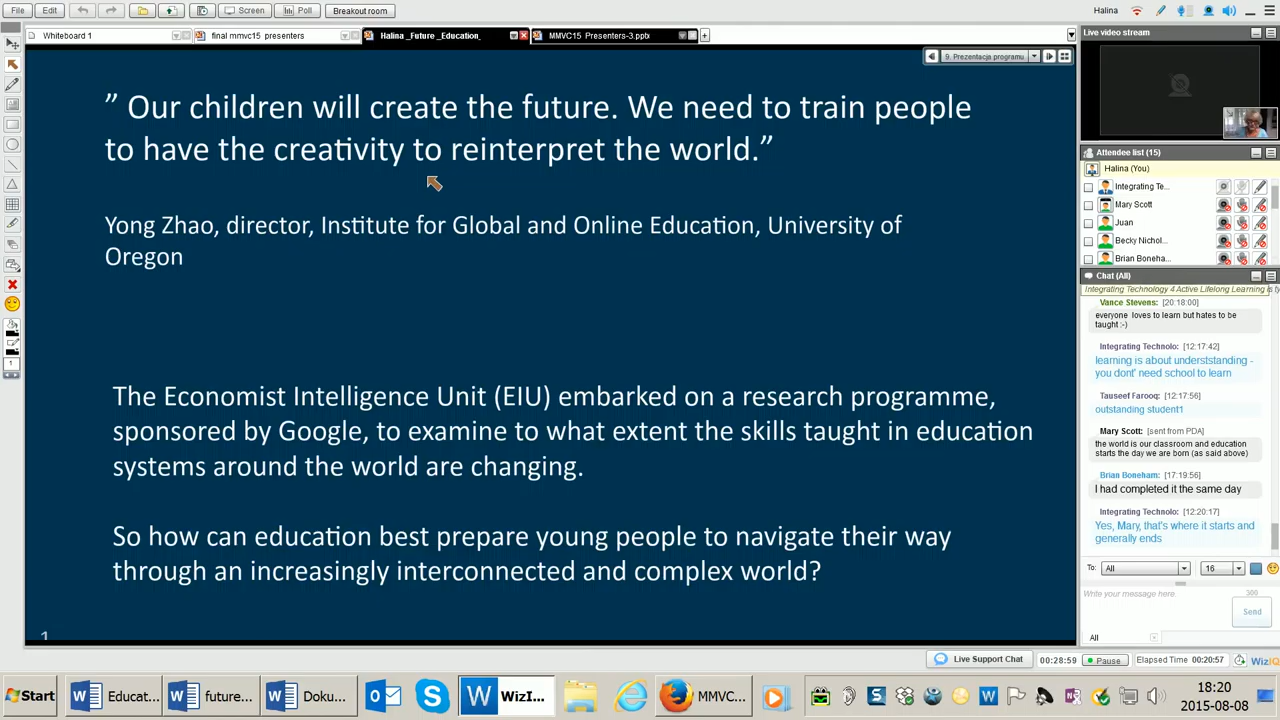 File Edit Screen Poll Breakout room Halina
Whiteboard 1 final mmvc15 presenters Halina _Future _Education_ MMVC15 Presenters-3.pptx
Live video stream
9. Prezentacja programu
” Our children will create the future. We need to train people
to have the creativity to reinterpret the world.”
Yong Zhao, director, Institute for Global and Online Education, University of
Oregon
The Economist Intelligence Unit (EIU) embarked on a research programme,
sponsored by Google, to examine to what extent the skills taught in education
systems around the world are changing.
So how can education best prepare young people to navigate their way
through an increasingly interconnected and complex world?
1
1
Attendee list (15)
Halina (You)
Integrating Te...
Mary Scott
Juan
Becky Nichol...
Brian Boneha...
Chat (All)
Integrating Technology 4 Active Lifelong Learning is ty
Vance Stevens: [20:18:00]
everyone loves to learn but hates to be
taught :-)
Integrating Technolo: [12:17:42]
learning is about underststanding -
you dont' need school to learn
Tauseef Farooq: [12:17:56]
outstanding student1
Mary Scott: [sent from PDA]
the world is our classroom and education
starts the day we are born (as said above)
Brian Boneham: [17:19:56]
I had completed it the same day
Integrating Technolo: [12:20:17]
Yes, Mary, that's where it starts and
generally ends
To: All 16
Write your message here. 300
Send
All
Live Support Chat 00:28:59 Pause Elapsed Time 00:20:57 WizIQ
Start Educat... future... Doku... WizI... MMVC... 18:20
2015-08-08